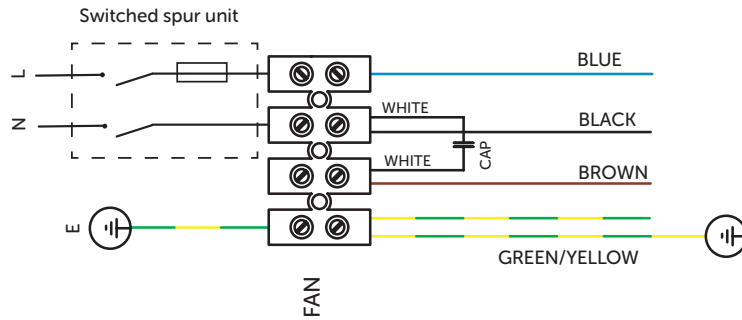 Switched spur unit
L
BLUE
WHITE
N
BLACK
CAP
WHITE
BROWN
E
GREEN/YELLOW
FAN